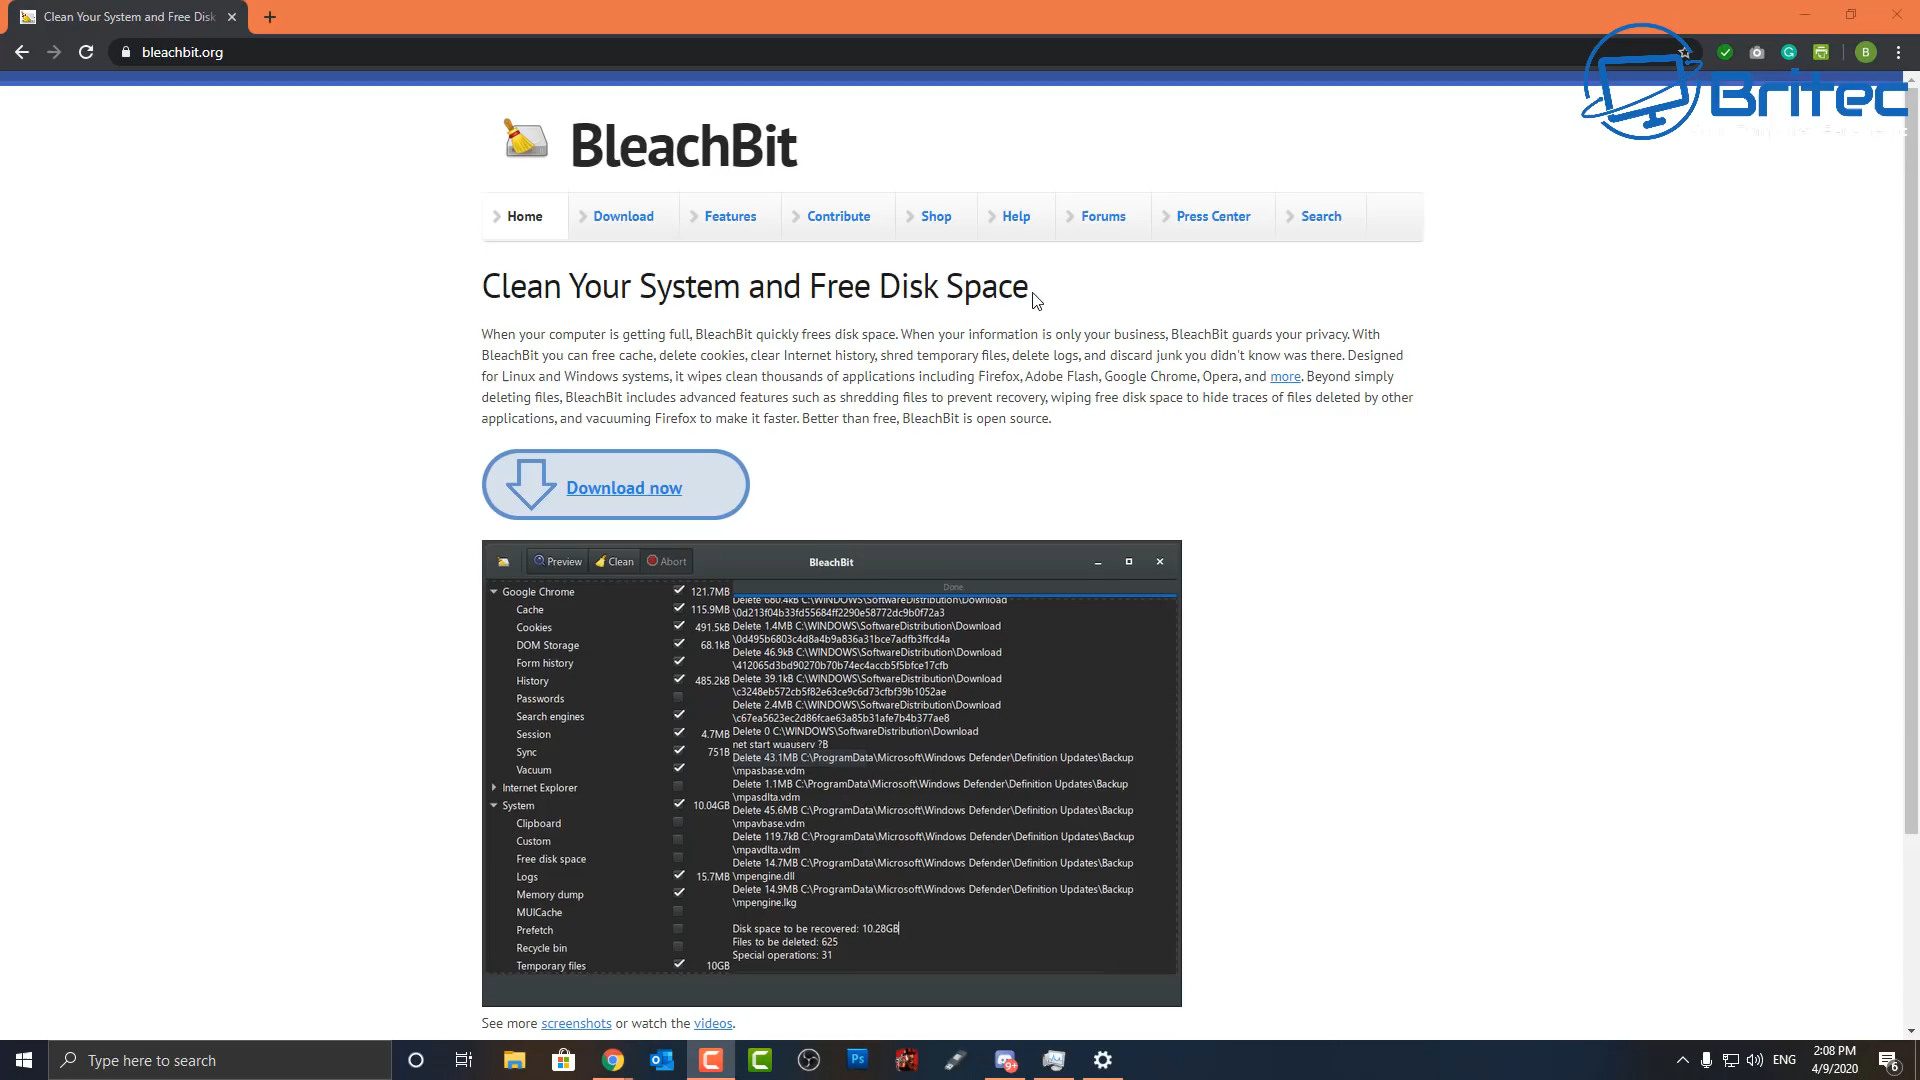 Clean Your System and Free Disk
bleachbit.org
B
Britec
BleachBit
Home
Download
Features
Contribute
Shop
Help
Forums
Press Center
Search
Clean Your System and Free Disk Space
When your computer is getting full, BleachBit quickly frees disk space. When your information is only your business, BleachBit guards your privacy. With
BleachBit you can free cache, delete cookies, clear Internet history, shred temporary files, delete logs, and discard junk you didn't know was there. Designed
for Linux and Windows systems, it wipes clean thousands of applications including Firefox, Adobe Flash, Google Chrome, Opera, and more. Beyond simply
deleting files, BleachBit includes advanced features such as shredding files to prevent recovery, wiping free disk space to hide traces of files deleted by other
applications, and vacuuming Firefox to make it faster. Better than free, BleachBit is open source.
Download now
Preview
Clean
Abort
BleachBit
Done.
Google Chrome 121.7MB
Cache 115.9MB
Cookies 491.5kB
DOM Storage 68.1kB
Form history
History 485.2kB
Passwords
Search engines
Session 4.7MB
Sync 751B
Vacuum
Internet Explorer
System 10.04GB
Clipboard
Custom
Free disk space
Logs 15.7MB
Memory dump
MUICache
Prefetch
Recycle bin
Temporary files 10GB
Delete 680.4kB C:\WINDOWS\SoftwareDistribution\Download
\0d213f04b33fd55684ff2290e58772dc9b0f72a3
Delete 1.4MB C:\WINDOWS\SoftwareDistribution\Download
\0d495b6803c4d8a4b9a836a31bce7adfb3ffcd4a
Delete 46.9kB C:\WINDOWS\SoftwareDistribution\Download
\412065d3bd90270b70b74ec4accb5f5bfce17cfb
Delete 39.1kB C:\WINDOWS\SoftwareDistribution\Download
\c3248eb572cb5f82e63ce9c6d73cfbf39b1052ae
Delete 2.4MB C:\WINDOWS\SoftwareDistribution\Download
\c67ea5623ec2d86fcae63a85b31afe7b4b377ae8
Delete 0 C:\WINDOWS\SoftwareDistribution\Download
net start wuauserv ?B
Delete 43.1MB C:\ProgramData\Microsoft\Windows Defender\Definition Updates\Backup
\mpasbase.vdm
Delete 1.1MB C:\ProgramData\Microsoft\Windows Defender\Definition Updates\Backup
\mpasdlta.vdm
Delete 45.6MB C:\ProgramData\Microsoft\Windows Defender\Definition Updates\Backup
\mpavbase.vdm
Delete 119.7kB C:\ProgramData\Microsoft\Windows Defender\Definition Updates\Backup
\mpavdlta.vdm
Delete 14.7MB C:\ProgramData\Microsoft\Windows Defender\Definition Updates\Backup
\mpengine.dll
Delete 14.9MB C:\ProgramData\Microsoft\Windows Defender\Definition Updates\Backup
\mpengine.lkg
Disk space to be recovered: 10.28GB
Files to be deleted: 625
Special operations: 31
See more screenshots or watch the videos.
Type here to search
Ps
9+
ENG
2:08 PM
4/9/2020
6